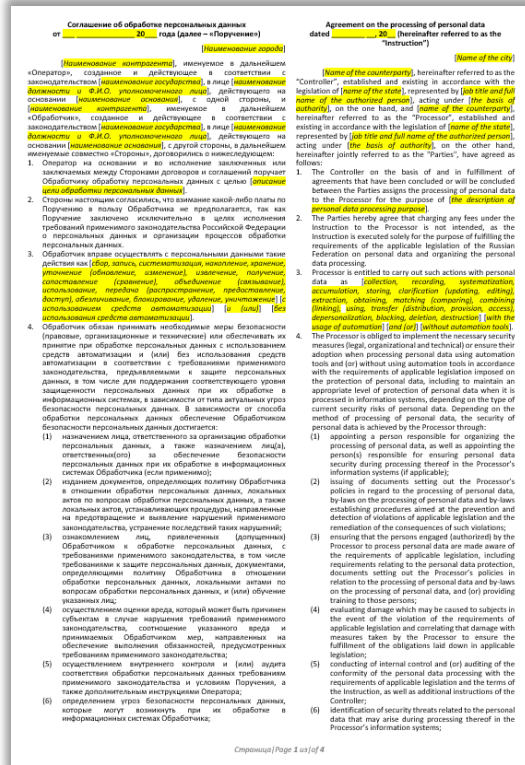 Соглашение об обработке персональных данных
от ____ __________ 20___ года (далее – «Поручение»)
[Наименование города]
[Наименование контрагента], именуемое в дальнейшем
«Оператор», созданное и действующее в соответствии с
законодательством [наименование государства], в лице [наименование
должности и Ф.И.О. уполномоченного лица], действующего на
основании [наименование основания], с одной стороны, и
[наименование контрагента], именуемое в дальнейшем
«Обработчик», созданное и действующее в соответствии с
законодательством [наименование государства], в лице [наименование
должности и Ф.И.О. уполномоченного лица], действующего на
основании [наименование основания], с другой стороны, в дальнейшем
именуемые совместно «Стороны», договорились о нижеследующем:
1. Оператор на основании и во исполнение заключенных или
заключаемых между Сторонами договоров и соглашений поручает
Обработчику обработку персональных данных с целью [описание
цели обработки персональных данных].
2. Стороны настоящим согласились, что взимание какой-либо платы по
Поручению в пользу Обработчика не предполагается, так как
Поручение заключено исключительно в целях исполнения
требований применимого законодательства Российской Федерации
о персональных данных и организации процессов обработки
персональных данных.
3. Обработчик вправе осуществлять с персональными данными такие
действия как [сбор, запись, систематизация, накопление, хранение,
уточнение (обновление, изменение), извлечение, получение,
сопоставление (сравнение), объединение (связывание),
использование, передача (распространение, предоставление,
доступ), обезличивание, блокирование, удаление, уничтожение] [с
использованием средств автоматизации] [и (или)] [без
использования средств автоматизации].
4. Обработчик обязан принимать необходимые меры безопасности
(правовые, организационные и технические) или обеспечивать их
принятие при обработке персональных данных с использованием
средств автоматизации и (или) без использования средств
автоматизации в соответствии с требованиями применимого
законодательства, предъявляемыми к защите персональных
данных, в том числе для поддержания соответствующего уровня
защищенности персональных данных при их обработке в
информационных системах, в зависимости от типа актуальных угроз
безопасности персональных данных. В зависимости от способа
обработки персональных данных обеспечение Обработчиком
безопасности персональных данных достигается:
(1) назначением лица, ответственного за организацию обработки
персональных данных, а также назначением лиц(а),
ответственных(ого) за обеспечение безопасности
персональных данных при их обработке в информационных
системах Обработчика (если применимо);
(2) изданием документов, определяющих политику Обработчика
в отношении обработки персональных данных, локальных
актов по вопросам обработки персональных данных, а также
локальных актов, устанавливающих процедуры, направленные
на предотвращение и выявление нарушений применимого
законодательства, устранение последствий таких нарушений;
(3) ознакомлением лиц, привлеченных (допущенных)
Обработчиком к обработке персональных данных, с
требованиями применимого законодательства, в том числе
требованиями к защите персональных данных, документами,
определяющими политику Обработчика в отношении
обработки персональных данных, локальными актами по
вопросам обработки персональных данных, и (или) обучение
указанных лиц;
(4) осуществлением оценки вреда, который может быть причинен
субъектам в случае нарушения требований применимого
законодательства, соотношение указанного вреда и
принимаемых Обработчиком мер, направленных на
обеспечение выполнения обязанностей, предусмотренных
требованиям применимого законодательства;
(5) осуществлением внутреннего контроля и (или) аудита
соответствия обработки персональных данных требованиям
применимого законодательства и условиям Поручения, а
также дополнительным инструкциям Оператора;
(6) определением угроз безопасности персональных данных,
которые могут возникнуть при их обработке в
информационных системах Обработчика;
Agreement on the processing of personal data
dated __________, 20__ (hereinafter referred to as the
“Instruction”)
[Name of the city]
[Name of the counterparty], hereinafter referred to as the
“Controller”, established and existing in accordance with the
legislation of [name of the state], represented by [job title and full
name of the authorized person], acting under [the basis of
authority], on the one hand, and [name of the counterparty],
hereinafter referred to as the “Processor”, established and
existing in accordance with the legislation of [name of the state],
represented by [job title and full name of the authorized person],
acting under [the basis of authority], on the other hand,
hereinafter jointly referred to as the “Parties”, have agreed as
follows:
1. The Controller on the basis of and in fulfillment of
agreements that have been concluded or will be concluded
between the Parties assigns the processing of personal data
to the Processor for the purpose of [the description of
personal data processing purpose].
2. The Parties hereby agree that charging any fees under the
Instruction to the Processor is not intended, as the
Instruction is executed solely for the purpose of fulfilling the
requirements of the applicable legislation of the Russian
Federation on personal data and organizing the personal
data processing.
3. Processor is entitled to carry out such actions with personal
data as [collection, recording, systematization,
accumulation, storing, clarification (updating, editing),
extraction, obtaining, matching (comparing), combining
(linking), using, transfer (distribution, provision, access),
depersonalization, blocking, deletion, destruction] [with the
usage of automation] [and (or)] [without automation tools].
4. The Processor is obliged to implement the necessary security
measures (legal, organizational and technical) or ensure their
adoption when processing personal data using automation
tools and (or) without using automation tools in accordance
with the requirements of applicable legislation imposed on
the protection of personal data, including to maintain an
appropriate level of protection of personal data when it is
processed in information systems, depending on the type of
current security risks of personal data. Depending on the
method of processing of personal data, the security of
personal data is achieved by the Processor through:
(1) appointing a person responsible for organizing the
processing of personal data, as well as appointing the
person(s) responsible for ensuring personal data
security during processing thereof in the Processor’s
information systems (if applicable);
(2) issuing of documents setting out the Processor’s
policies in regard to the processing of personal data,
by-laws on the processing of personal data and by-laws
establishing procedures aimed at the prevention and
detection of violations of applicable legislation and the
remediation of the consequences of such violations;
(3) ensuring that the persons engaged (authorized) by the
Processor to process personal data are made aware of
the requirements of applicable legislation, including
requirements relating to the personal data protection,
documents setting out the Processor’s policies in
relation to the processing of personal data and by-laws
on the processing of personal data, and (or) providing
training to those persons;
(4) evaluating damage which may be caused to subjects in
the event of the violation of the requirements of
applicable legislation and correlating that damage with
measures taken by the Processor to ensure the
fulfillment of the obligations laid down in applicable
legislation;
(5) conducting of internal control and (or) auditing of the
conformity of the personal data processing with the
requirements of applicable legislation and the terms of
the Instruction, as well as additional instructions of the
Controller;
(6) identification of security threats related to the personal
data that may arise during processing thereof in the
Processor’s information systems;
Страница|Page 1 из|of 4